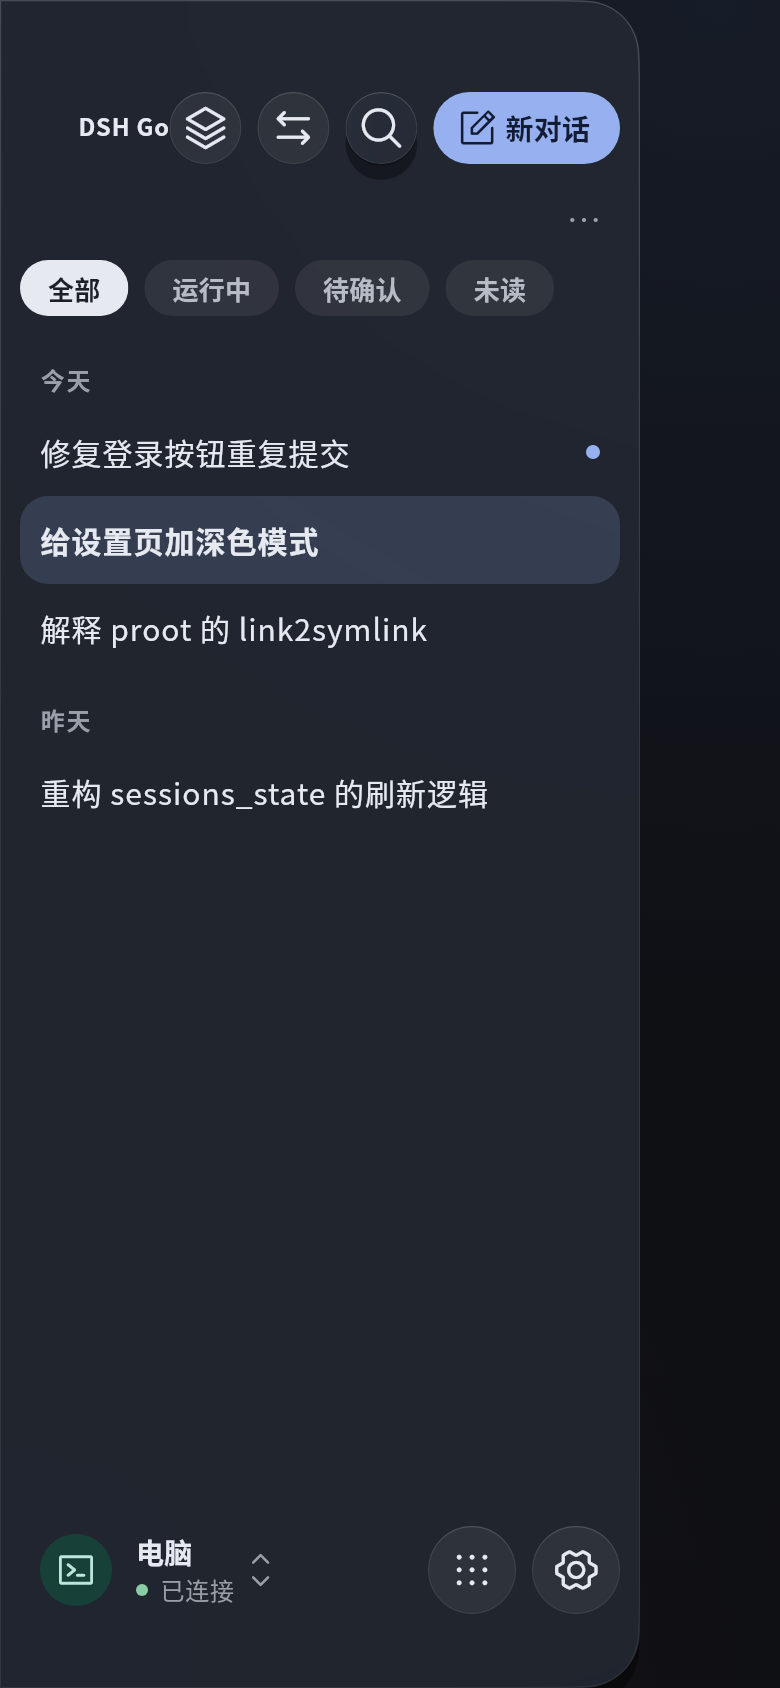 DSH Go
新对话
...
全部 运行中 待确认 未读
今天
修复登录按钮重复提交
给设置页加深色模式
解释 proot 的 link2symlink
昨天
重构 sessions_state 的刷新逻辑
电脑
已连接